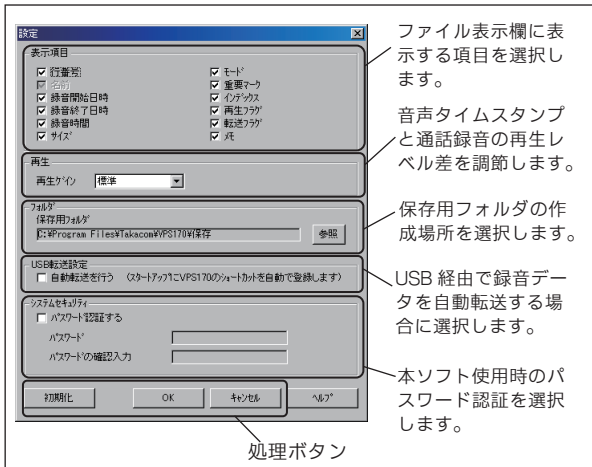 設定
表示項目
行番号
名前
録音開始日時
録音終了日時
録音時間
サイズ
モード
重要マーク
インデックス
再生フラグ
転送フラグ
メモ
再生
再生ゲイン 標準
フォルダ
保存用フォルダ
C:¥Program Files¥Takacom¥VPS170¥保存 参照
USB転送設定
自動転送を行う (スタートアップにVPS170のショートカットを自動で登録します)
システムセキュリティ
パスワード認証する
パスワード
パスワードの確認入力
初期化 OK キャンセル ヘルプ
ファイル表示欄に表
示する項目を選択し
ます。
音声タイムスタンプ
と通話録音の再生レ
ベル差を調節します。
保存用フォルダの作
成場所を選択します。
USB 経由で録音デー
タを自動転送する場
合に選択します。
本ソフト使用時のパ
スワード認証を選択
します。
処理ボタン